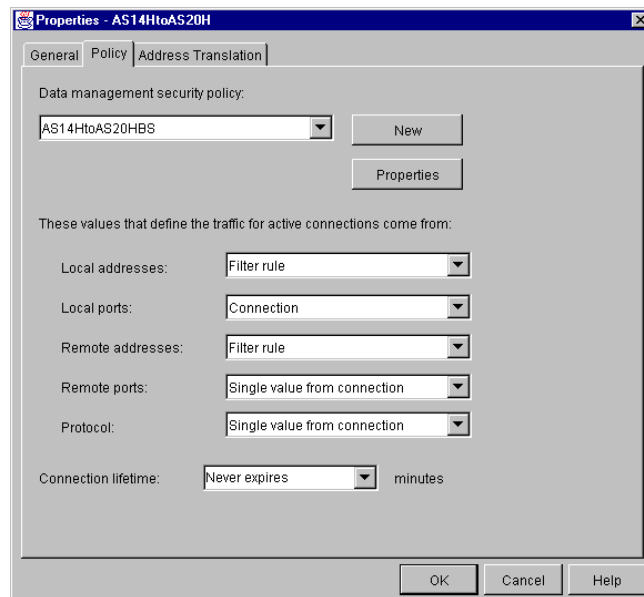 Properties - AS14HtoAS20H
General Policy Address Translation
Data management security policy:
AS14HtoAS20HBS New
Properties
These values that define the traffic for active connections come from:
Local addresses: Filter rule
Local ports: Connection
Remote addresses: Filter rule
Remote ports: Single value from connection
Protocol: Single value from connection
Connection lifetime: Never expires minutes
OK Cancel Help